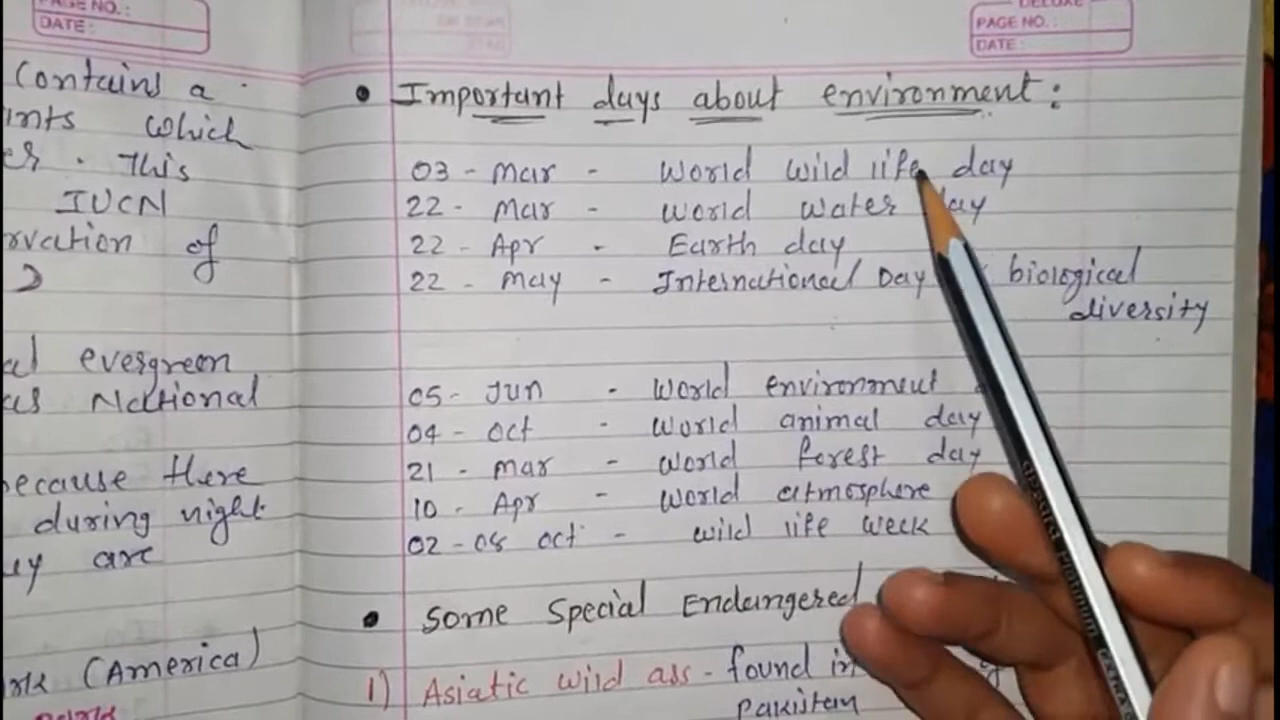 PAGE NO.:
DATE:
DELUXE
PAGE NO.:
DATE:
Contains a
ints which
er. This
IUCN
rvation of
al evergreen
as National
because there
during night
ey are
ark (America)
• Important days about environment:
03 - Mar - World wild life day
22 - Mar - World water day
22 - Apr - Earth day
22 - May - International Day biological
diversity
05 - Jun - World environment
04 - Oct - World animal day
21 - Mar - World forest day
10 - Apr - World atmosphere
02 - 08 Oct - Wild life week
• Some Special Endangered
1) Asiatic wild ass - found in
Pakistan